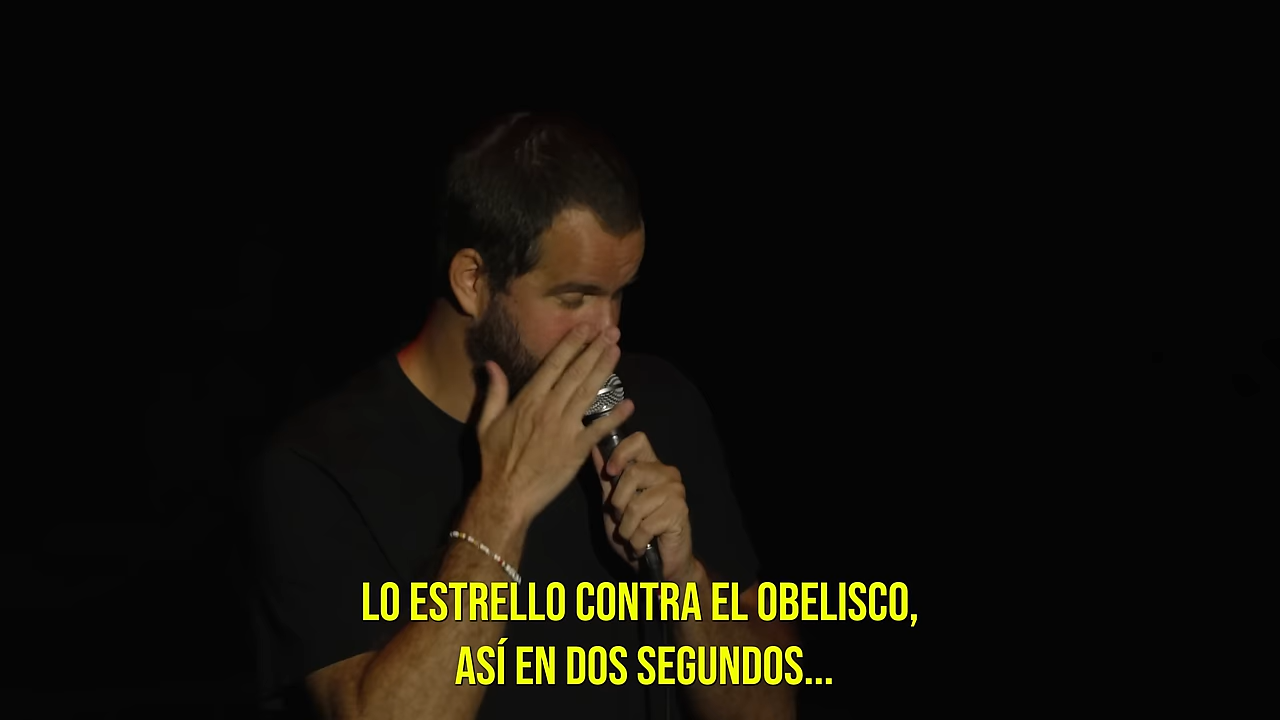 LO ESTRELLO CONTRA EL OBELISCO,
ASÍ EN DOS SEGUNDOS...